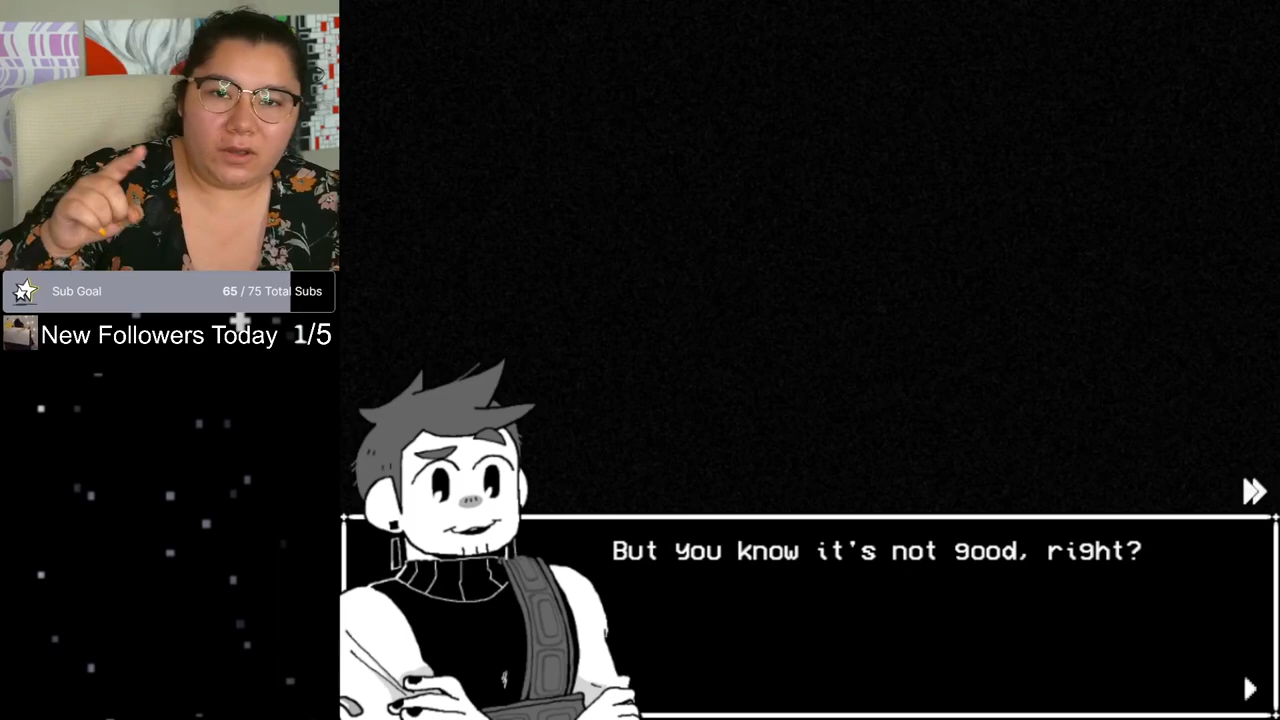 Sub Goal
65 / 75 Total Subs
New Followers Today 1/5
But you know it's not good, right?